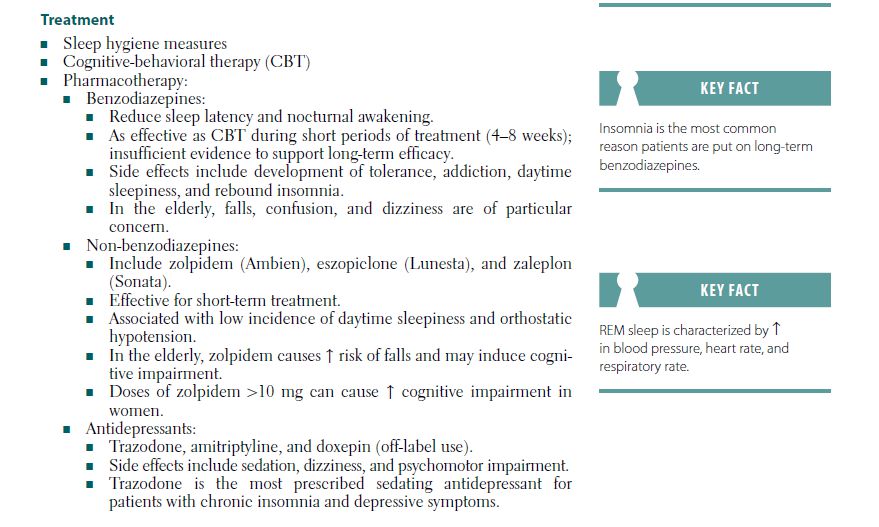 Treatment
■ Sleep hygiene measures
■ Cognitive-behavioral therapy (CBT)
■ Pharmacotherapy:
■ Benzodiazepines:
■ Reduce sleep latency and nocturnal awakening.
■ As effective as CBT during short periods of treatment (4–8 weeks);
insufficient evidence to support long-term efficacy.
■ Side effects include development of tolerance, addiction, daytime
sleepiness, and rebound insomnia.
■ In the elderly, falls, confusion, and dizziness are of particular
concern.
■ Non-benzodiazepines:
■ Include zolpidem (Ambien), eszopiclone (Lunesta), and zaleplon
(Sonata).
■ Effective for short-term treatment.
■ Associated with low incidence of daytime sleepiness and orthostatic
hypotension.
■ In the elderly, zolpidem causes ↑ risk of falls and may induce cogni-
tive impairment.
■ Doses of zolpidem >10 mg can cause ↑ cognitive impairment in
women.
■ Antidepressants:
■ Trazodone, amitriptyline, and doxepin (off-label use).
■ Side effects include sedation, dizziness, and psychomotor impairment.
■ Trazodone is the most prescribed sedating antidepressant for
patients with chronic insomnia and depressive symptoms.
KEY FACT
Insomnia is the most common
reason patients are put on long-term
benzodiazepines.
KEY FACT
REM sleep is characterized by ↑
in blood pressure, heart rate, and
respiratory rate.